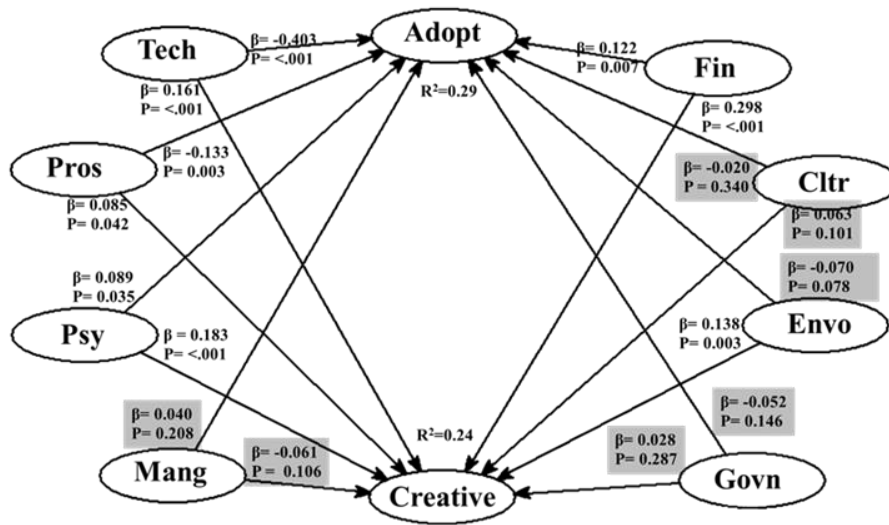 Adopt
Tech
β= -0.403
P= <.001
β= 0.122
P= 0.007
Fin
β= 0.161
P= <.001
R²=0.29
β= 0.298
P= <.001
Pros
β= -0.133
P= 0.003
β= -0.020
P= 0.340
Cltr
β= 0.085
P= 0.042
β= 0.063
P= 0.101
β= 0.089
P= 0.035
β= -0.070
P= 0.078
Psy
β= 0.183
P= <.001
β= 0.138
P= 0.003
Envo
β= 0.040
P= 0.208
β= -0.052
P= 0.146
R²=0.24
β= 0.028
P= 0.287
Mang
β= -0.061
P = 0.106
Creative
Govn